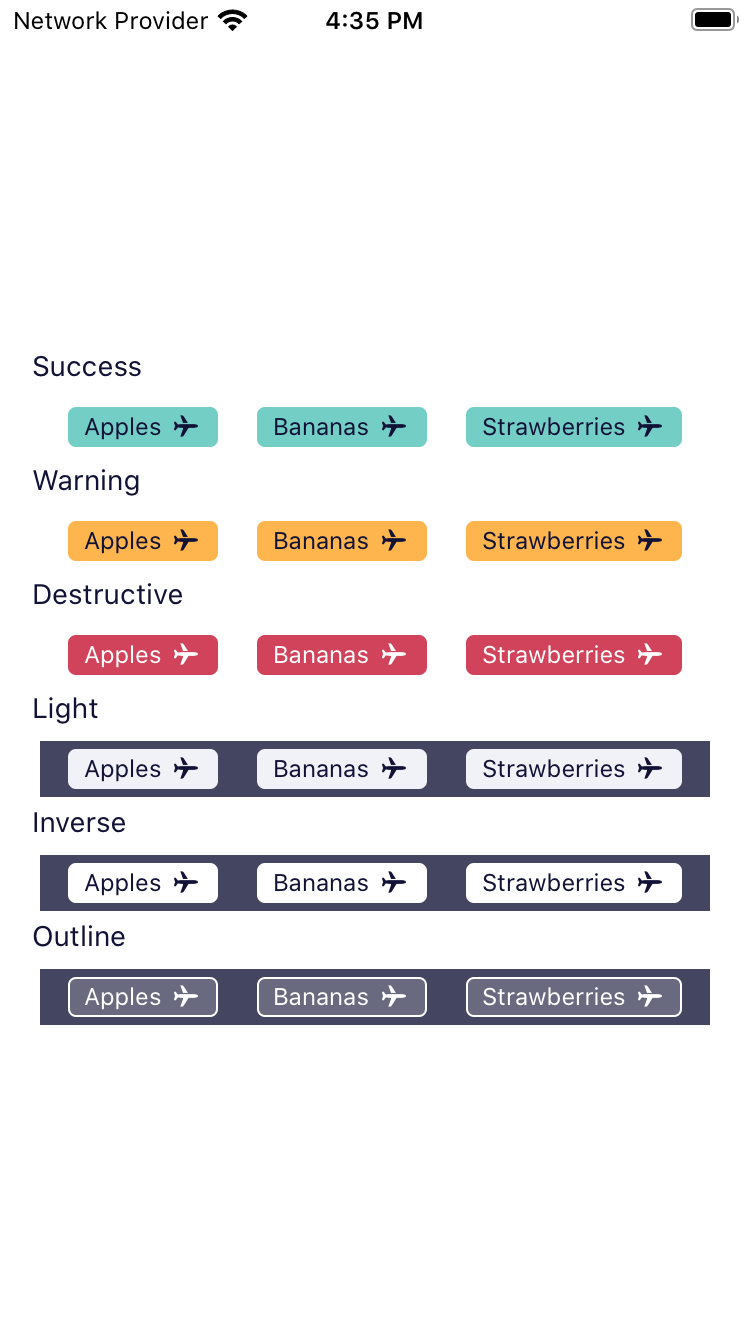 Network Provider 4:35 PM
Success
Apples Bananas Strawberries
Warning
Apples Bananas Strawberries
Destructive
Apples Bananas Strawberries
Light
Apples Bananas Strawberries
Inverse
Apples Bananas Strawberries
Outline
Apples Bananas Strawberries